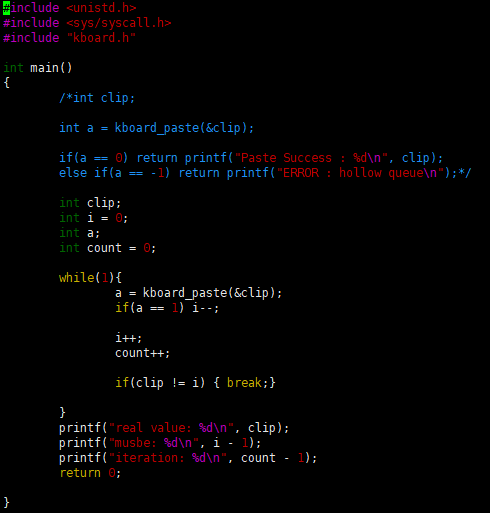 #include <unistd.h>
#include <sys/syscall.h>
#include "kboard.h"

int main()
{
        /*int clip;

        int a = kboard_paste(&clip);

        if(a == 0) return printf("Paste Success : %d\n", clip);
        else if(a == -1) return printf("ERROR : hollow queue\n");*/

        int clip;
        int i = 0;
        int a;
        int count = 0;

        while(1){
                a = kboard_paste(&clip);
                if(a == 1) i--;

                i++;
                count++;

                if(clip != i) { break;}

        }
        printf("real value: %d\n", clip);
        printf("musbe: %d\n", i - 1);
        printf("iteration: %d\n", count - 1);
        return 0;

}